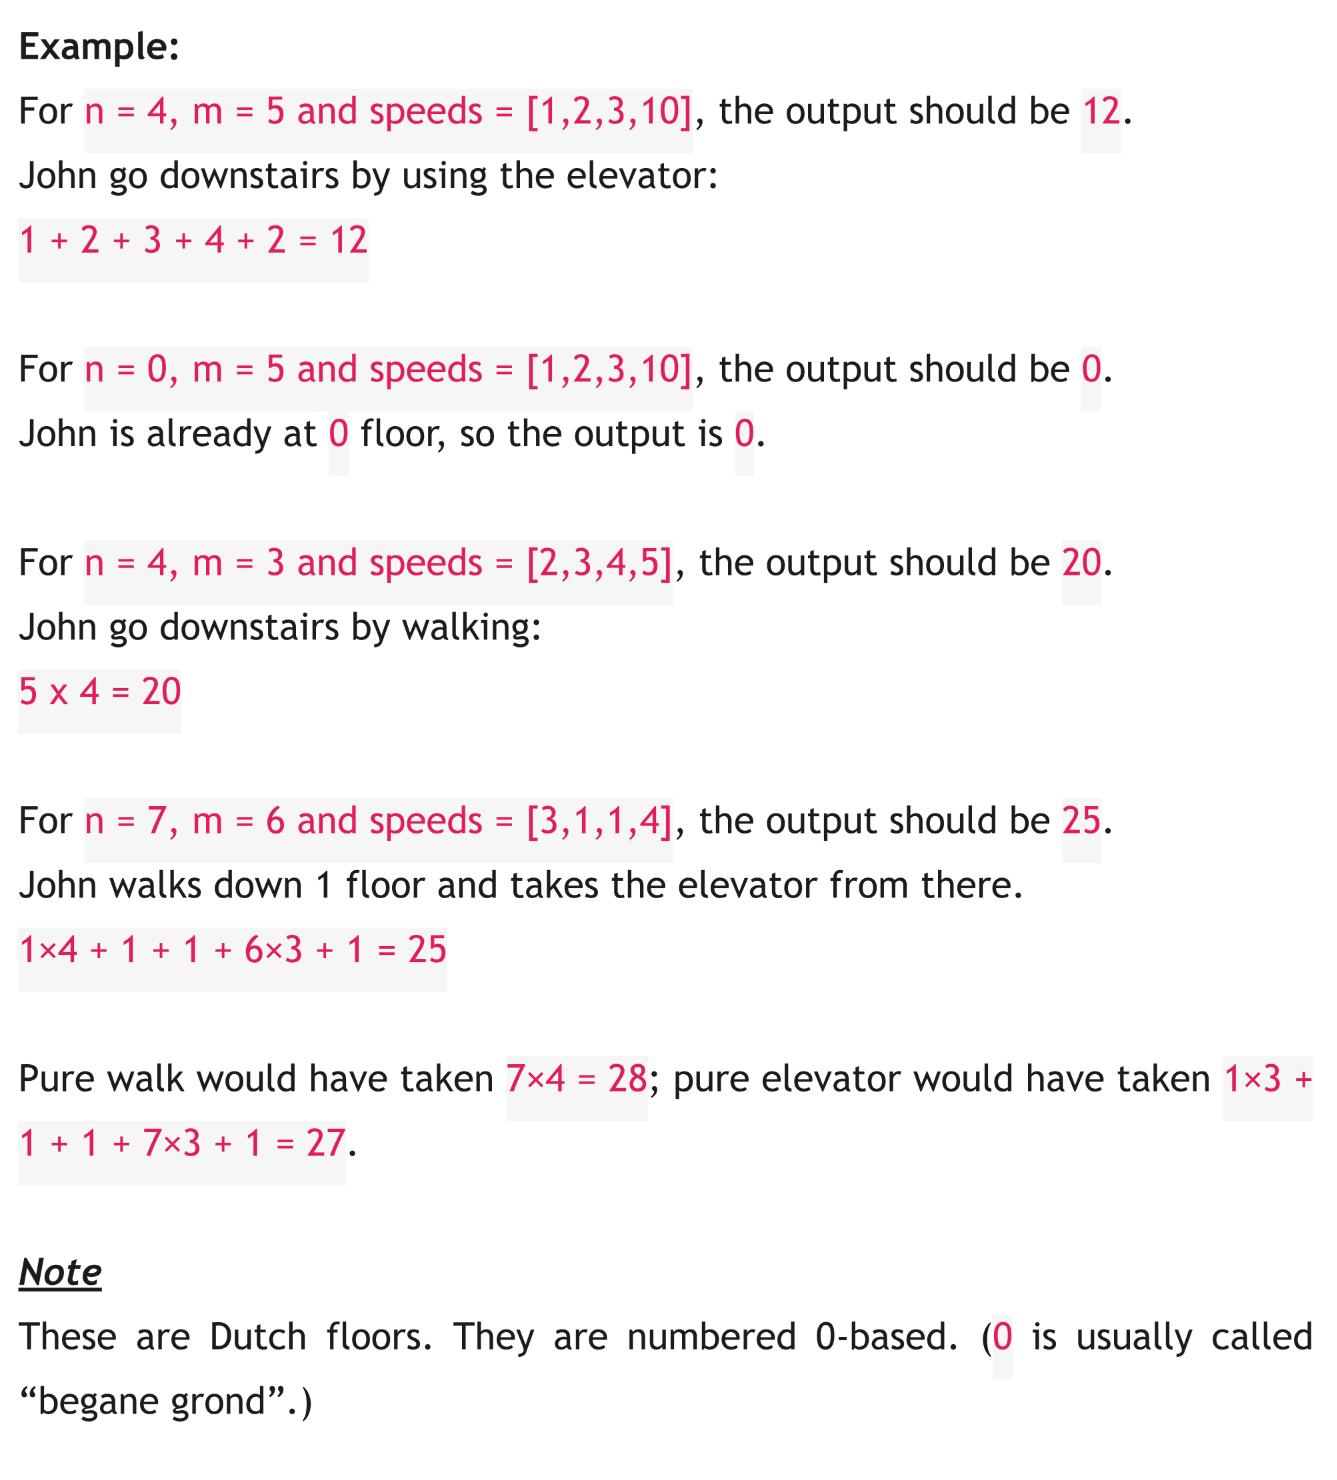 Example:
For n = 4, m = 5 and speeds = [1,2,3,10], the output should be 12.
John go downstairs by using the elevator:
1 + 2 + 3 + 4 + 2 = 12
For n = 0, m = 5 and speeds = [1,2,3,10], the output should be 0.
John is already at 0 floor, so the output is 0.
For n = 4, m = 3 and speeds = [2,3,4,5], the output should be 20.
John go downstairs by walking:
5 x 4 = 20
For n = 7, m = 6 and speeds = [3,1,1,4], the output should be 25.
John walks down 1 floor and takes the elevator from there.
1×4 + 1 + 1 + 6×3 + 1 = 25
Pure walk would have taken 7×4 = 28; pure elevator would have taken 1×3 +
1 + 1 + 7×3 + 1 = 27.
Note
These are Dutch floors. They are numbered 0-based. (0 is usually called
“begane grond”.)